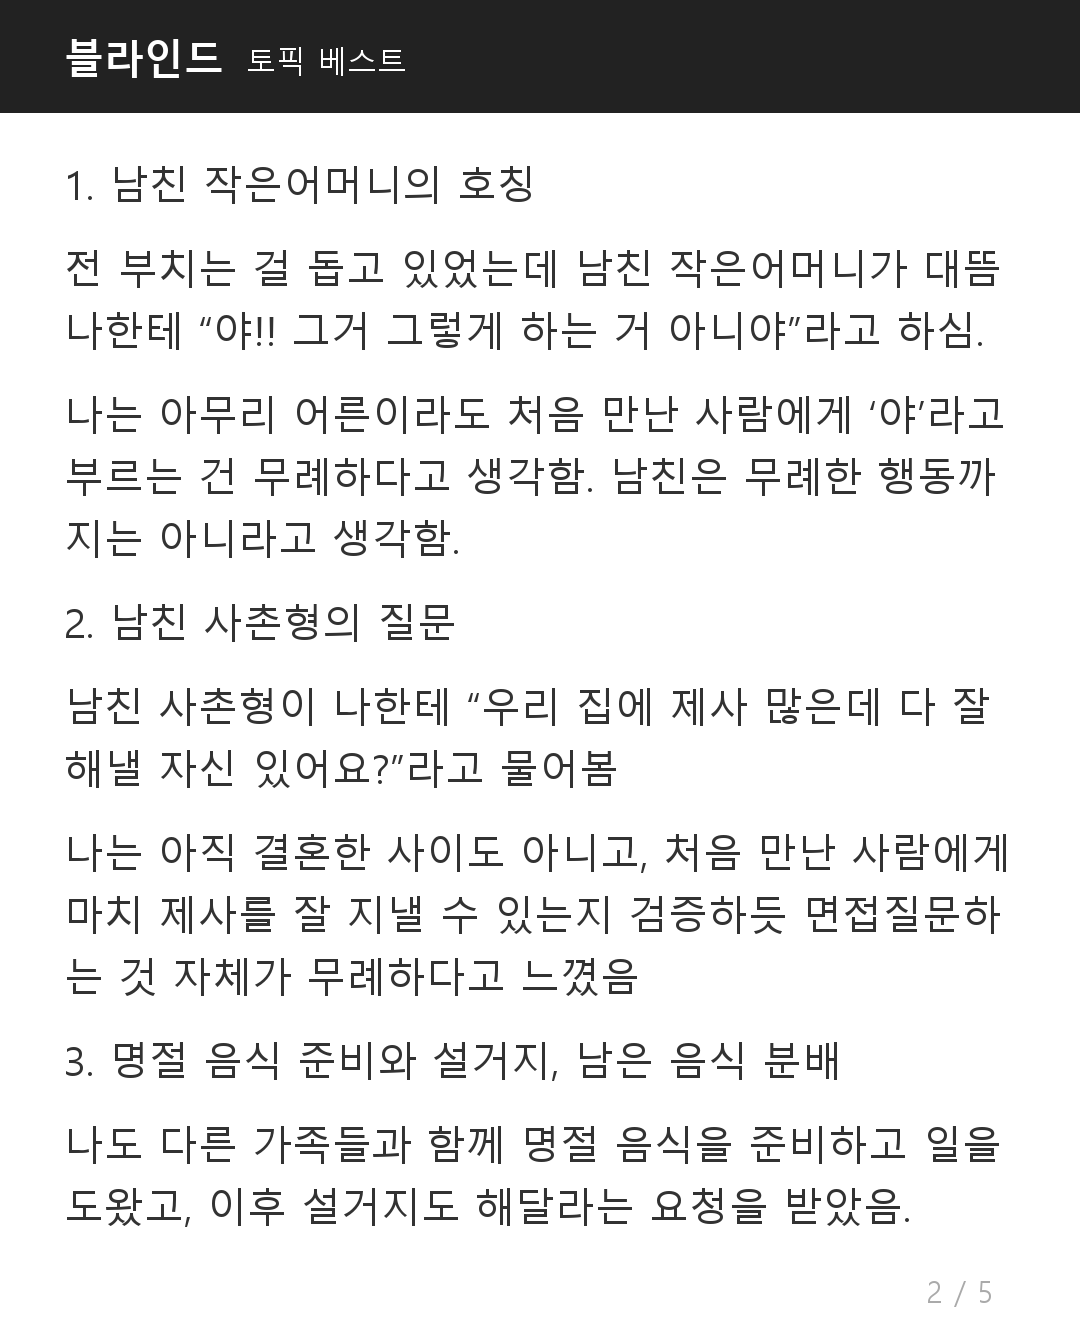 블라인드 토픽 베스트
1. 남친 작은어머니의 호칭
전 부치는 걸 돕고 있었는데 남친 작은어머니가 대뜸
나한테 “야!! 그거 그렇게 하는 거 아니야”라고 하심.
나는 아무리 어른이라도 처음 만난 사람에게 ‘야’라고
부르는 건 무례하다고 생각함. 남친은 무례한 행동까
지는 아니라고 생각함.
2. 남친 사촌형의 질문
남친 사촌형이 나한테 “우리 집에 제사 많은데 다 잘
해낼 자신 있어요?”라고 물어봄
나는 아직 결혼한 사이도 아니고, 처음 만난 사람에게
마치 제사를 잘 지낼 수 있는지 검증하듯 면접질문하
는 것 자체가 무례하다고 느꼈음
3. 명절 음식 준비와 설거지, 남은 음식 분배
나도 다른 가족들과 함께 명절 음식을 준비하고 일을
도왔고, 이후 설거지도 해달라는 요청을 받았음.
2 / 5